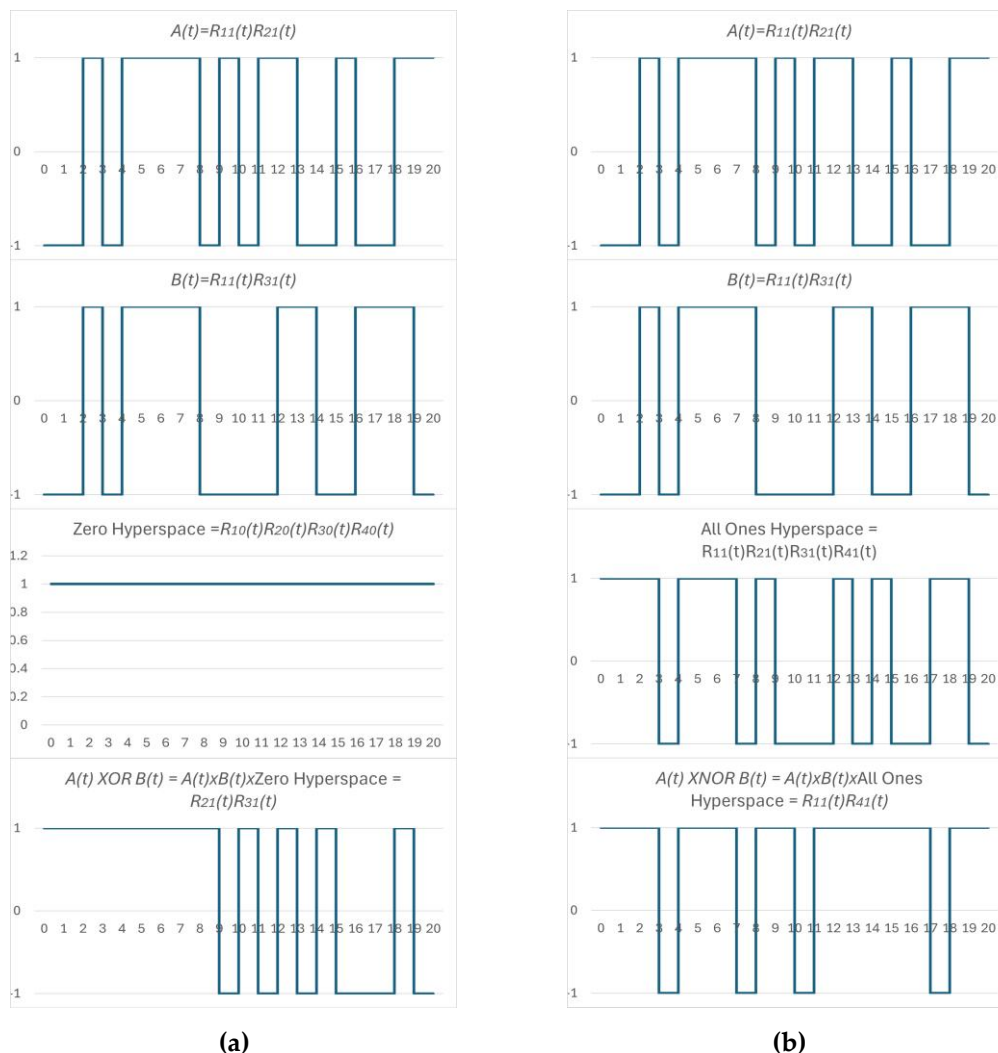 A(t)=R11(t)R21(t)
1
0
0 1 2 3 4 5 6 7 8 9 10 11 12 13 14 15 16 17 18 19 20
-1
B(t)=R11(t)R31(t)
1
0
0 1 2 3 4 5 6 7 8 9 10 11 12 13 14 15 16 17 18 19 20
-1
Zero Hyperspace =R10(t)R20(t)R30(t)R40(t)
1.2
1
0.8
0.6
0.4
0.2
0
0 1 2 3 4 5 6 7 8 9 10 11 12 13 14 15 16 17 18 19 20
A(t) XOR B(t) = A(t)xB(t)xZero Hyperspace =
R21(t)R31(t)
1
0
0 1 2 3 4 5 6 7 8 9 10 11 12 13 14 15 16 17 18 19 20
-1
(a)
A(t)=R11(t)R21(t)
1
0
0 1 2 3 4 5 6 7 8 9 10 11 12 13 14 15 16 17 18 19 20
-1
B(t)=R11(t)R31(t)
1
0
0 1 2 3 4 5 6 7 8 9 10 11 12 13 14 15 16 17 18 19 20
-1
All Ones Hyperspace =
R11(t)R21(t)R31(t)R41(t)
1
0
0 1 2 3 4 5 6 7 8 9 10 11 12 13 14 15 16 17 18 19 20
-1
A(t) XNOR B(t) = A(t)xB(t)xAll Ones
Hyperspace = R11(t)R41(t)
1
0
0 1 2 3 4 5 6 7 8 9 10 11 12 13 14 15 16 17 18 19 20
-1
(b)